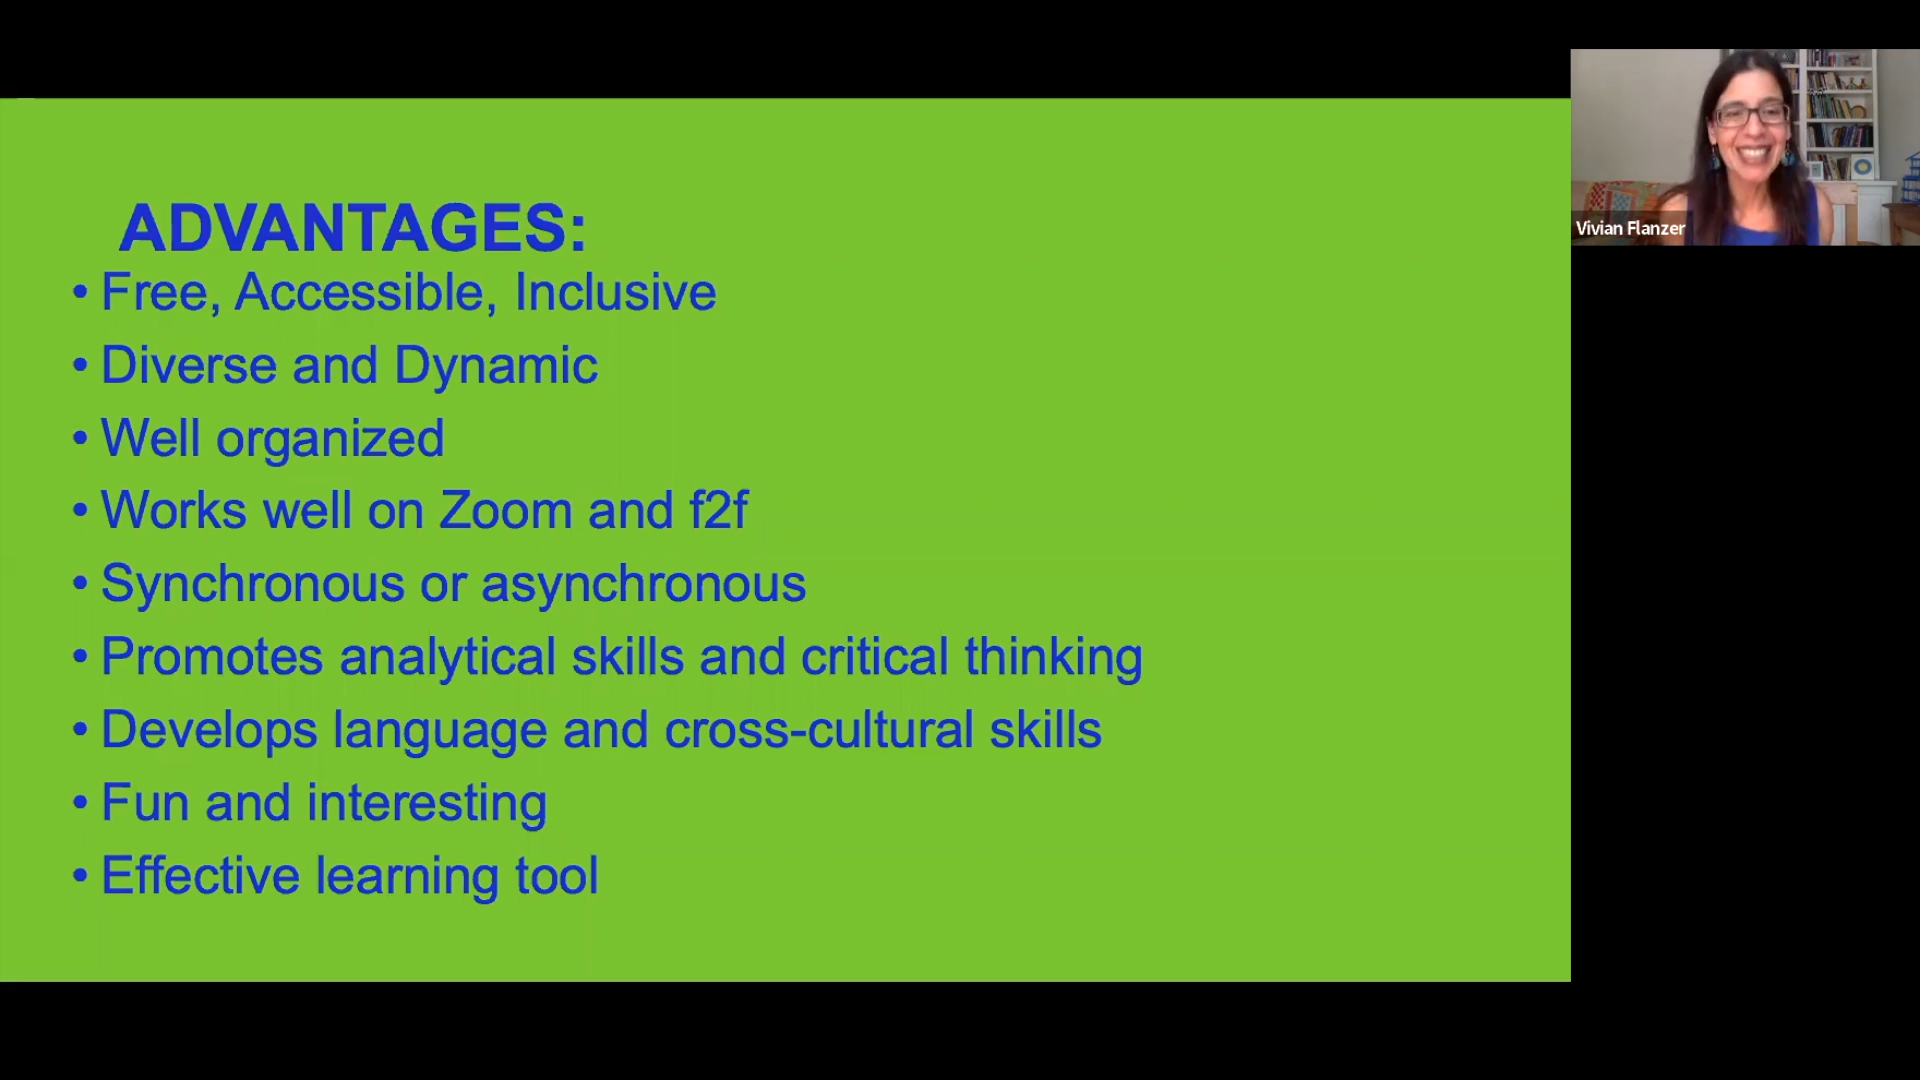 ADVANTAGES:
• Free, Accessible, Inclusive
• Diverse and Dynamic
• Well organized
• Works well on Zoom and f2f
• Synchronous or asynchronous
• Promotes analytical skills and critical thinking
• Develops language and cross-cultural skills
• Fun and interesting
• Effective learning tool
Vivian Flanzer